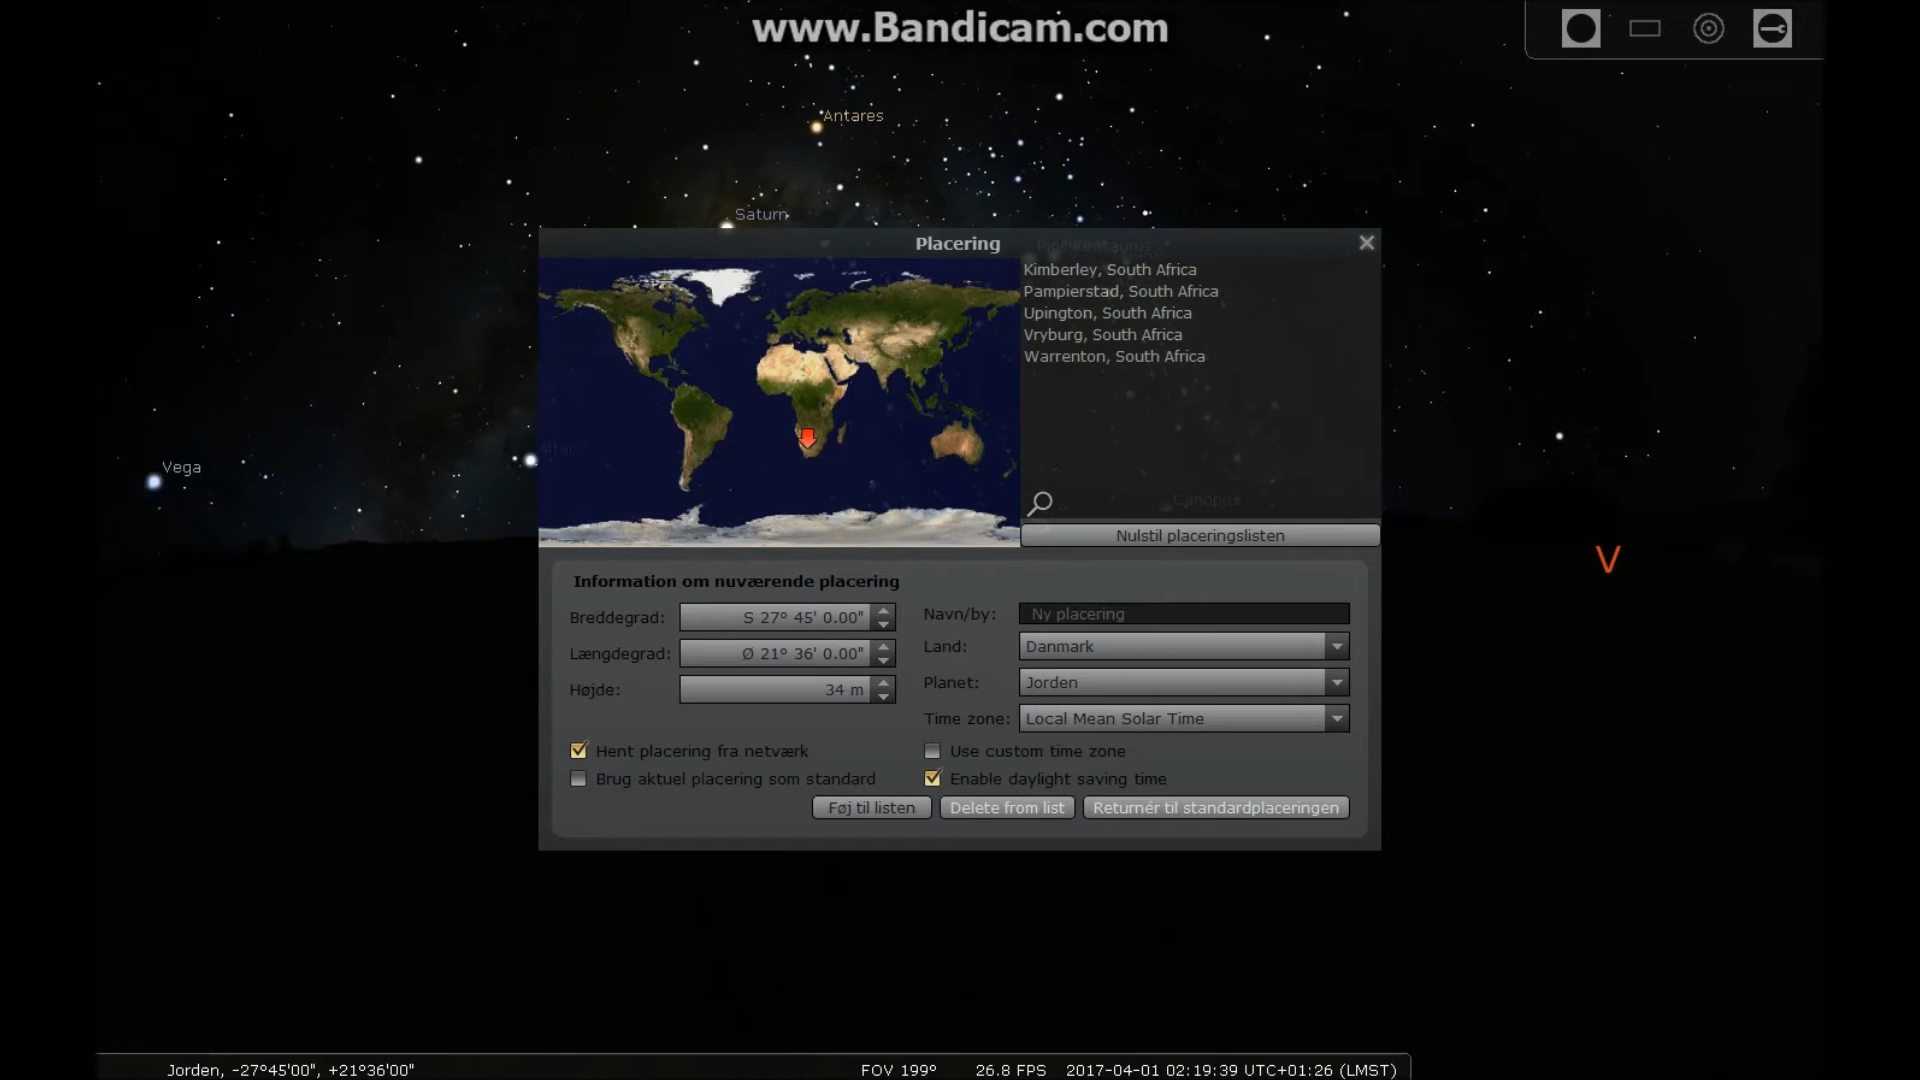 www.Bandicam.com
Antares
Saturn
Placering
Kimberley, South Africa
Pampierstad, South Africa
Upington, South Africa
Vryburg, South Africa
Warrenton, South Africa
Vega
Canopus
Nulstil placeringslisten
V
Information om nuværende placering
Breddegrad: S 27° 45' 0.00"
Længdegrad: Ø 21° 36' 0.00"
Højde: 34 m
Navn/by: Ny placering
Land: Danmark
Planet: Jorden
Time zone: Local Mean Solar Time
Hent placering fra netværk
Use custom time zone
Brug aktuel placering som standard
Enable daylight saving time
Føj til listen
Delete from list
Returnér til standardplaceringen
Jorden, -27°45'00", +21°36'00"
FOV 199°
26.8 FPS
2017-04-01 02:19:39 UTC+01:26 (LMST)